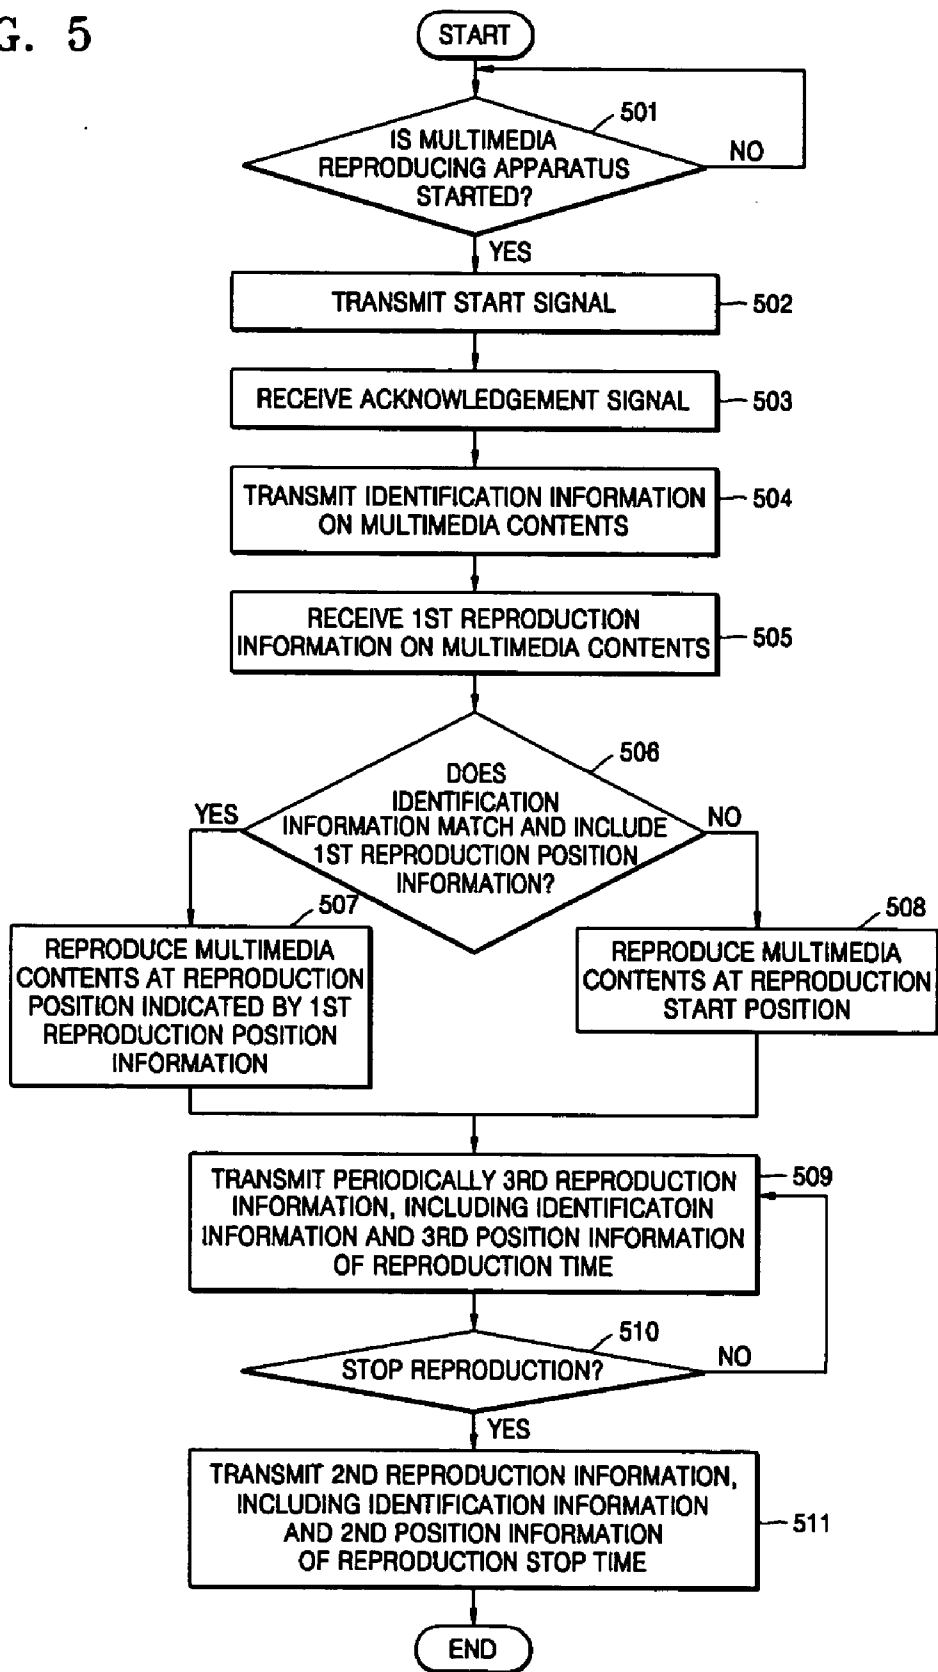 G. 5
START
501
IS MULTIMEDIA
REPRODUCING APPARATUS
STARTED?
NO
YES
TRANSMIT START SIGNAL
502
RECEIVE ACKNOWLEDGEMENT SIGNAL
503
TRANSMIT IDENTIFICATION INFORMATION
ON MULTIMEDIA CONTENTS
504
RECEIVE 1ST REPRODUCTION
INFORMATION ON MULTIMEDIA CONTENTS
505
506
DOES
IDENTIFICATION
INFORMATION MATCH AND INCLUDE
1ST REPRODUCTION POSITION
INFORMATION?
YES
NO
507
REPRODUCE MULTIMEDIA
CONTENTS AT REPRODUCTION
POSITION INDICATED BY 1ST
REPRODUCTION POSITION
INFORMATION
508
REPRODUCE MULTIMEDIA
CONTENTS AT REPRODUCTION
START POSITION
TRANSMIT PERIODICALLY 3RD REPRODUCTION
INFORMATION, INCLUDING IDENTIFICATOIN
INFORMATION AND 3RD POSITION INFORMATION
OF REPRODUCTION TIME
509
510
STOP REPRODUCTION?
NO
YES
TRANSMIT 2ND REPRODUCTION INFORMATION,
INCLUDING IDENTIFICATION INFORMATION
AND 2ND POSITION INFORMATION
OF REPRODUCTION STOP TIME
511
END